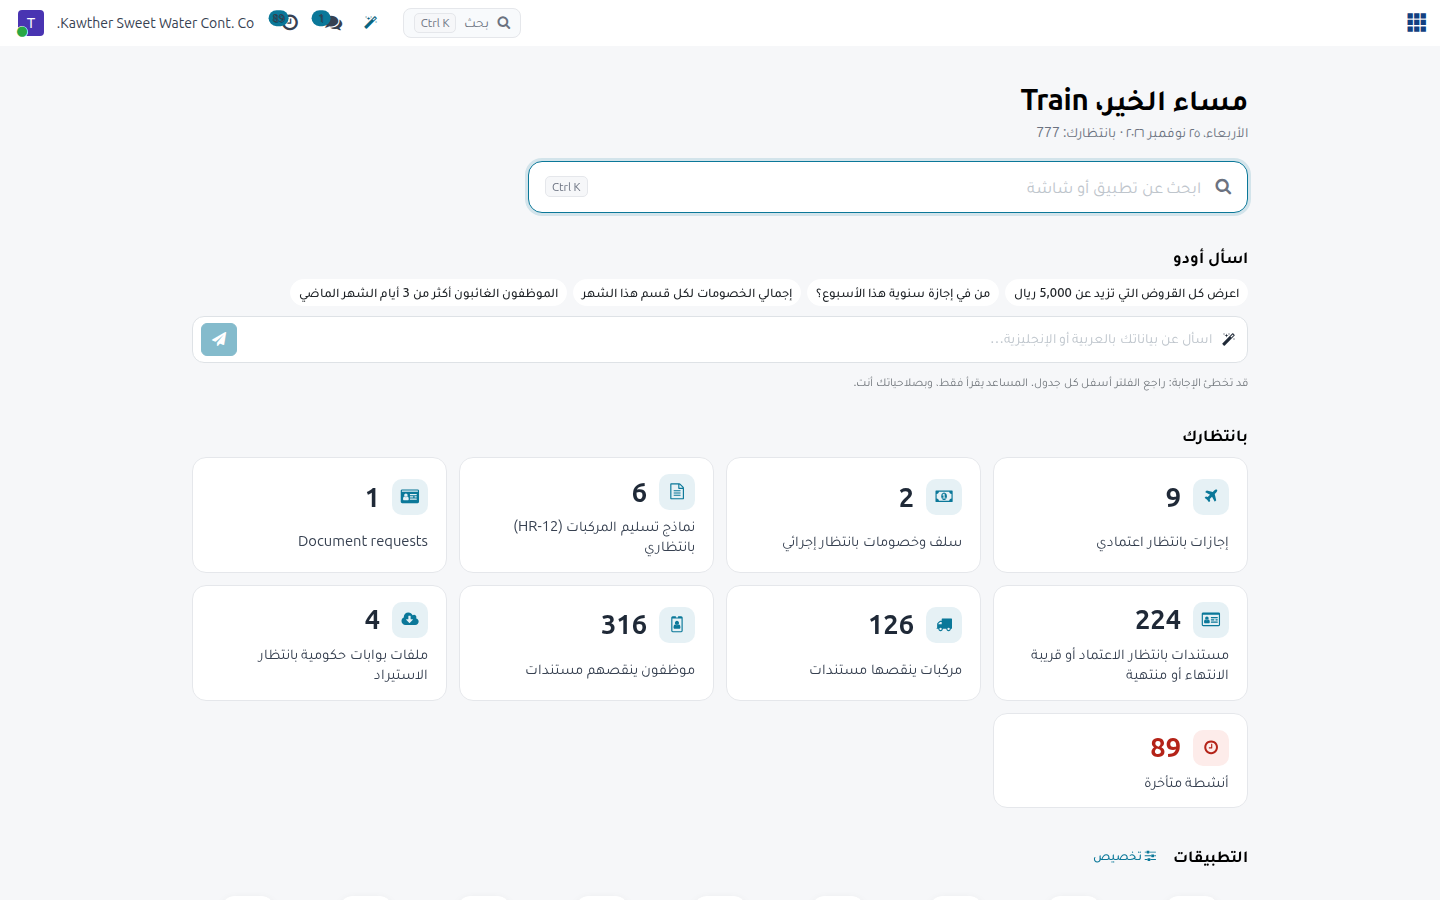 بحث Ctrl K
1
89
Kawther Sweet Water Cont. Co.
T
مساء الخير، Train
الأربعاء، ٢٥ نوفمبر ٢٠٢٦ · بانتظارك: 777
ابحث عن تطبيق أو شاشة Ctrl K
اسأل أودو
اعرض كل القروض التي تزيد عن 5,000 ريال
من في إجازة سنوية هذا الأسبوع؟
إجمالي الخصومات لكل قسم هذا الشهر
الموظفون الغائبون أكثر من 3 أيام الشهر الماضي
اسأل عن بياناتك بالعربية أو الإنجليزية...
قد تخطئ الإجابة: راجع الفلتر أسفل كل جدول. المساعد يقرأ فقط، وبصلاحياتك أنت.
بانتظارك
9
إجازات بانتظار اعتمادي
2
سلف وخصومات بانتظار إجرائي
6
نماذج تسليم المركبات (HR-12)
بانتظاري
1
Document requests
224
مستندات بانتظار الاعتماد أو قريبة
الانتهاء أو منتهية
126
مركبات ينقصها مستندات
316
موظفون ينقصهم مستندات
4
ملفات بوابات حكومية بانتظار
الاستيراد
89
أنشطة متأخرة
التطبيقات
تخصيص